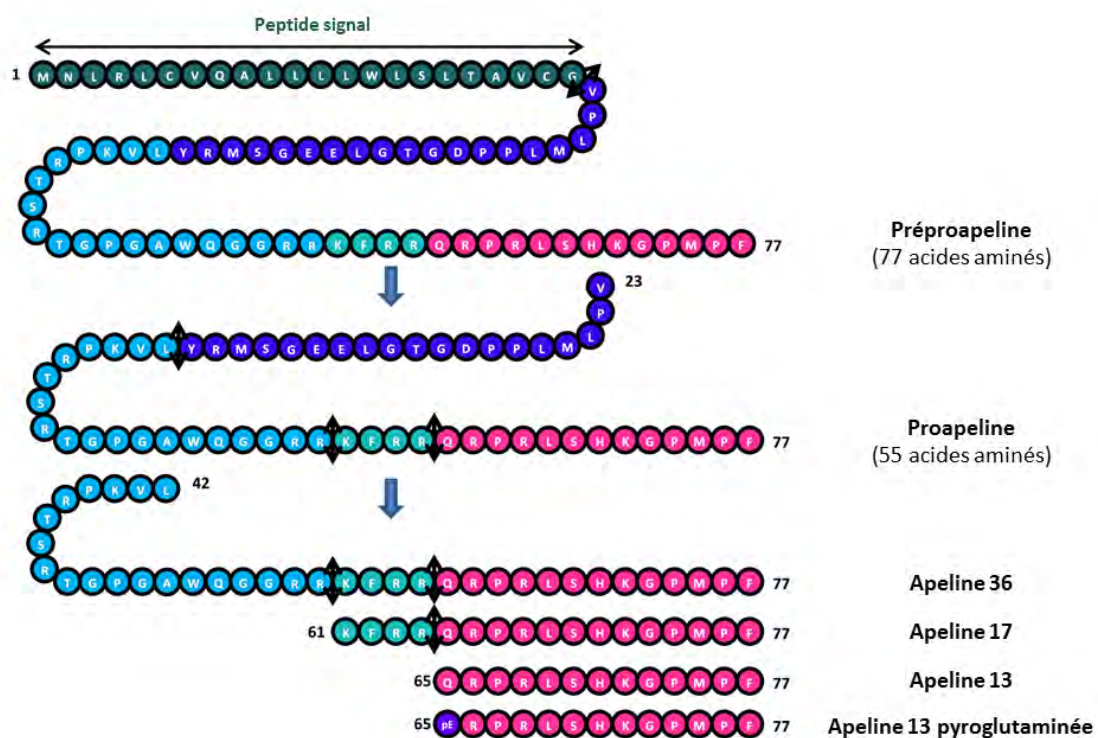 Peptide signal
1 M N L R L C V Q A L L L L W L S L T A V C G
V
P
R P K V L Y R M S G E E L G T G D P P L M L
T
S
R T G P G A W Q G G R R K F R R Q R P R L S H K G P M P F 77
Préproapeline
(77 acides aminés)
V 23
P
R P K V L Y R M S G E E L G T G D P P L M L
T
S
R T G P G A W Q G G R R K F R R Q R P R L S H K G P M P F 77
Proapeline
(55 acides aminés)
R P K V L 42
T
S
R T G P G A W Q G G R R K F R R Q R P R L S H K G P M P F 77 Apeline 36
61 K F R R Q R P R L S H K G P M P F 77 Apeline 17
65 Q R P R L S H K G P M P F 77 Apeline 13
65 pE R P R L S H K G P M P F 77 Apeline 13 pyroglutaminée